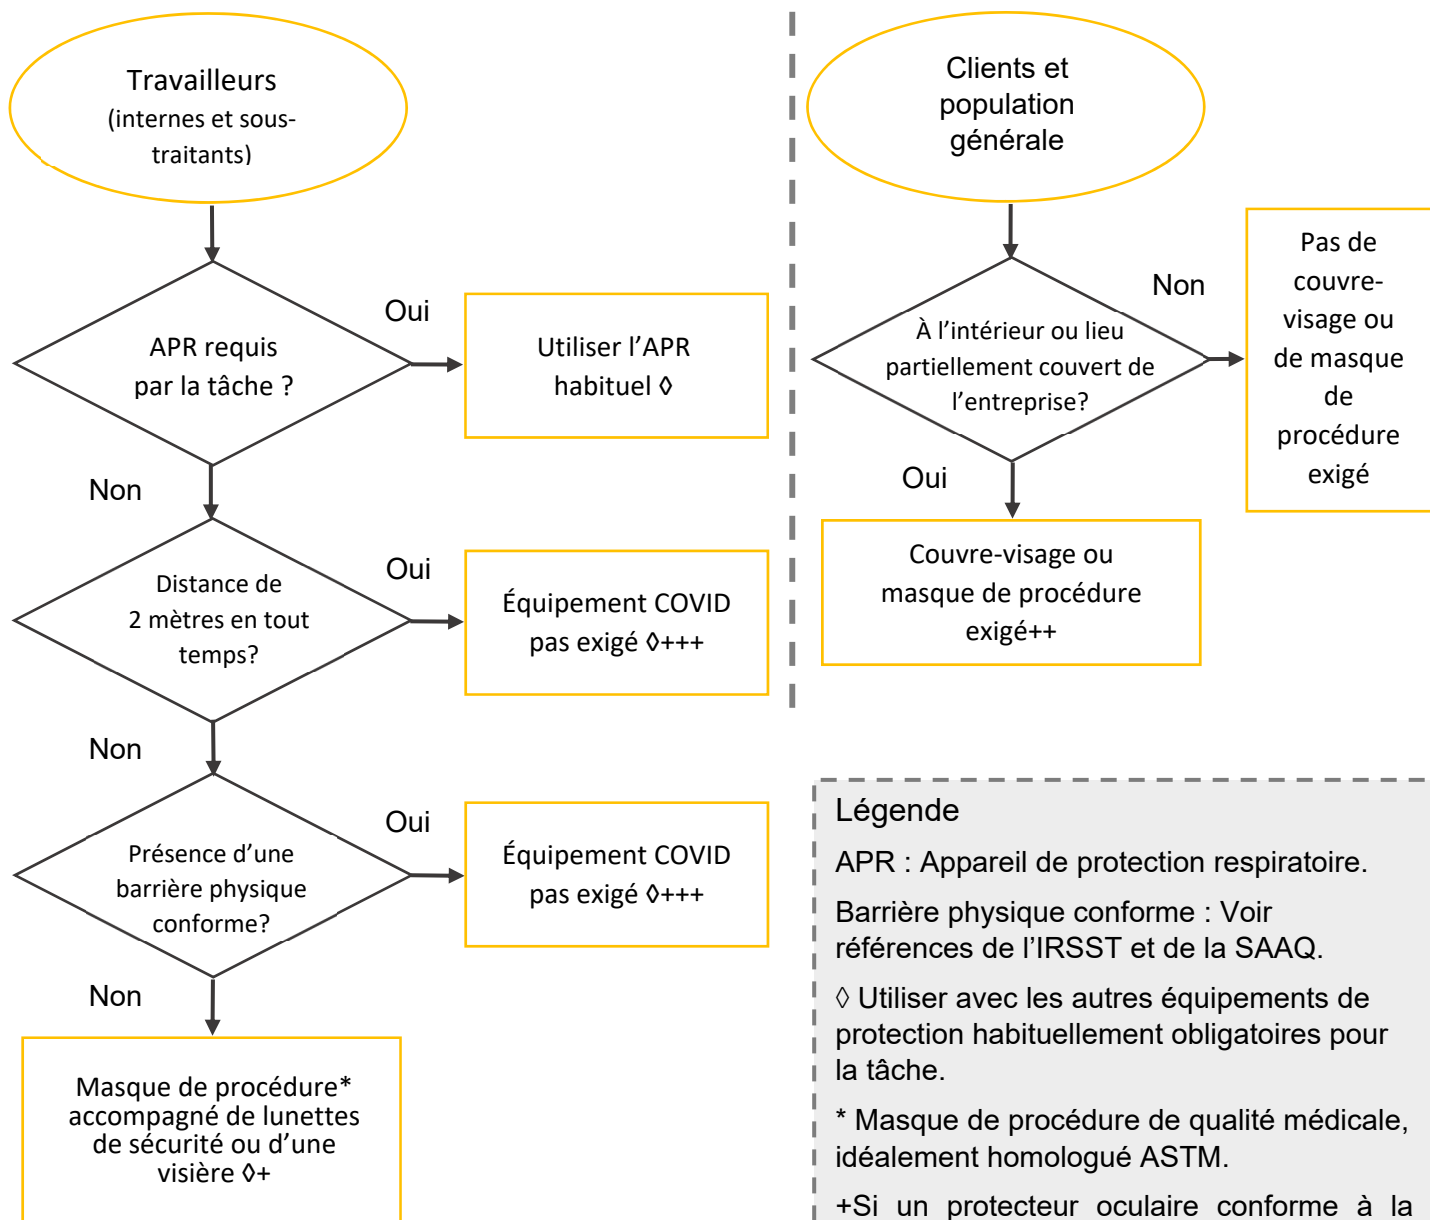 Travailleurs
(internes et sous-
traitants)
APR requis
par la tâche ?
Oui
Utiliser l’APR
habituel ◊
Non
Distance de
2 mètres en tout
temps?
Oui
Équipement COVID
pas exigé ◊+++
Non
Présence d’une
barrière physique
conforme?
Oui
Équipement COVID
pas exigé ◊+++
Non
Masque de procédure*
accompagné de lunettes
de sécurité ou d’une
visière ◊+
Clients et
population
générale
À l’intérieur ou lieu
partiellement couvert de
l’entreprise?
Non
Pas de
couvre-
visage ou
de masque
de
procédure
exigé
Oui
Couvre-visage ou
masque de procédure
exigé++
Légende
APR : Appareil de protection respiratoire.
Barrière physique conforme : Voir
références de l’IRSST et de la SAAQ.
◊ Utiliser avec les autres équipements de
protection habituellement obligatoires pour
la tâche.
* Masque de procédure de qualité médicale,
idéalement homologué ASTM.
+Si un protecteur oculaire conforme à la